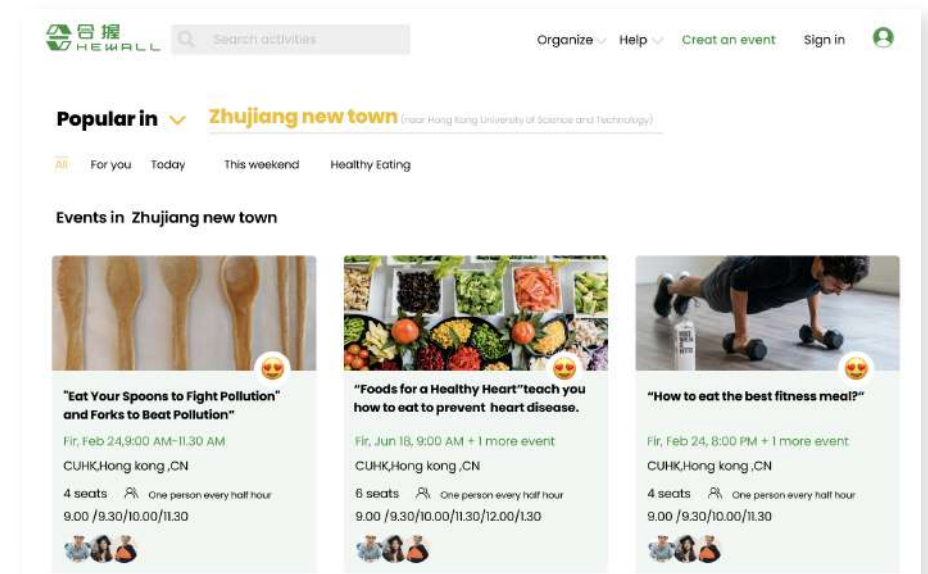 合握
HEWALL
Search activities
Organize
Help
Creat an event
Sign in
Popular in
Zhujiang new town (near Hong Kong University of Science and Technology)
All
For you
Today
This weekend
Healthy Eating
Events in Zhujiang new town
"Eat Your Spoons to Fight Pollution"
and Forks to Beat Pollution”
Fir, Feb 24,9:00 AM-11.30 AM
CUHK,Hong kong ,CN
4 seats
One person every half hour
9.00 /9.30/10.00/11.30
“Foods for a Healthy Heart”teach you
how to eat to prevent heart disease.
Fir, Jun 18, 9:00 AM + 1 more event
CUHK,Hong kong ,CN
6 seats
One person every half hour
9.00 /9.30/10.00/11.30/12.00/1.30
“How to eat the best fitness meal?”
Fir, Feb 24, 8:00 PM + 1 more event
CUHK,Hong kong ,CN
4 seats
One person every half hour
9.00 /9.30/10.00/11.30